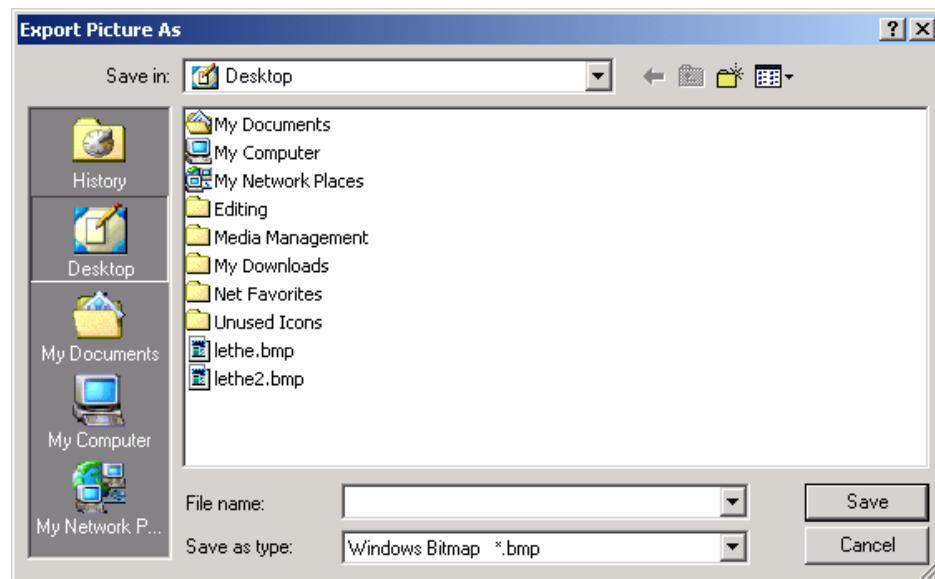 Export Picture As
Save in:
Desktop
History
Desktop
My Documents
My Computer
My Network P...
My Documents
My Computer
My Network Places
Editing
Media Management
My Downloads
Net Favorites
Unused Icons
lethe.bmp
lethe2.bmp
File name:
Save
Save as type:
Windows Bitmap *.bmp
Cancel